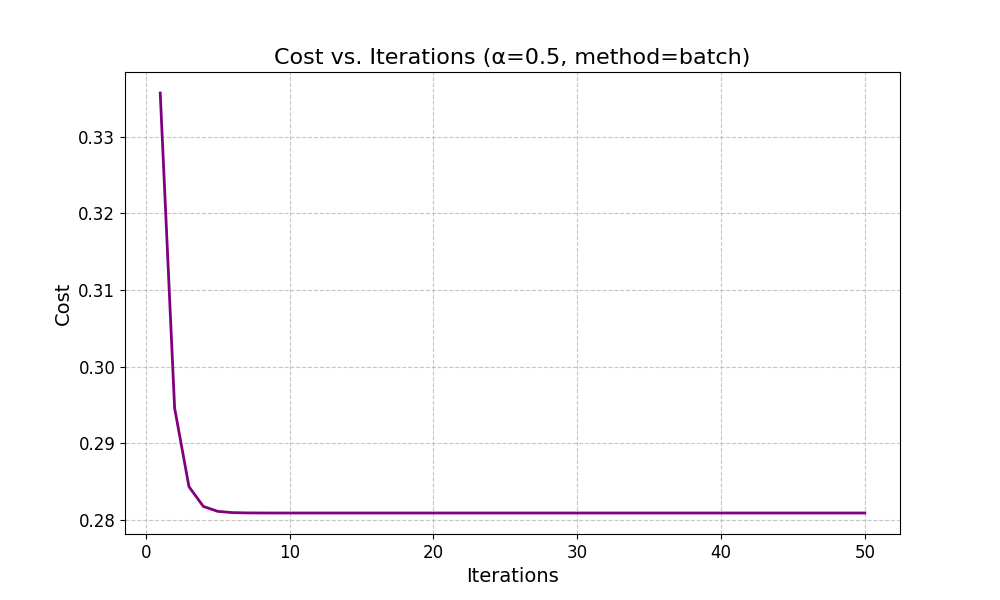 Cost vs. Iterations (α=0.5, method=batch)
0.33
0.32
0.31
0.30
0.29
0.28
Cost
0 10 20 30 40 50
Iterations